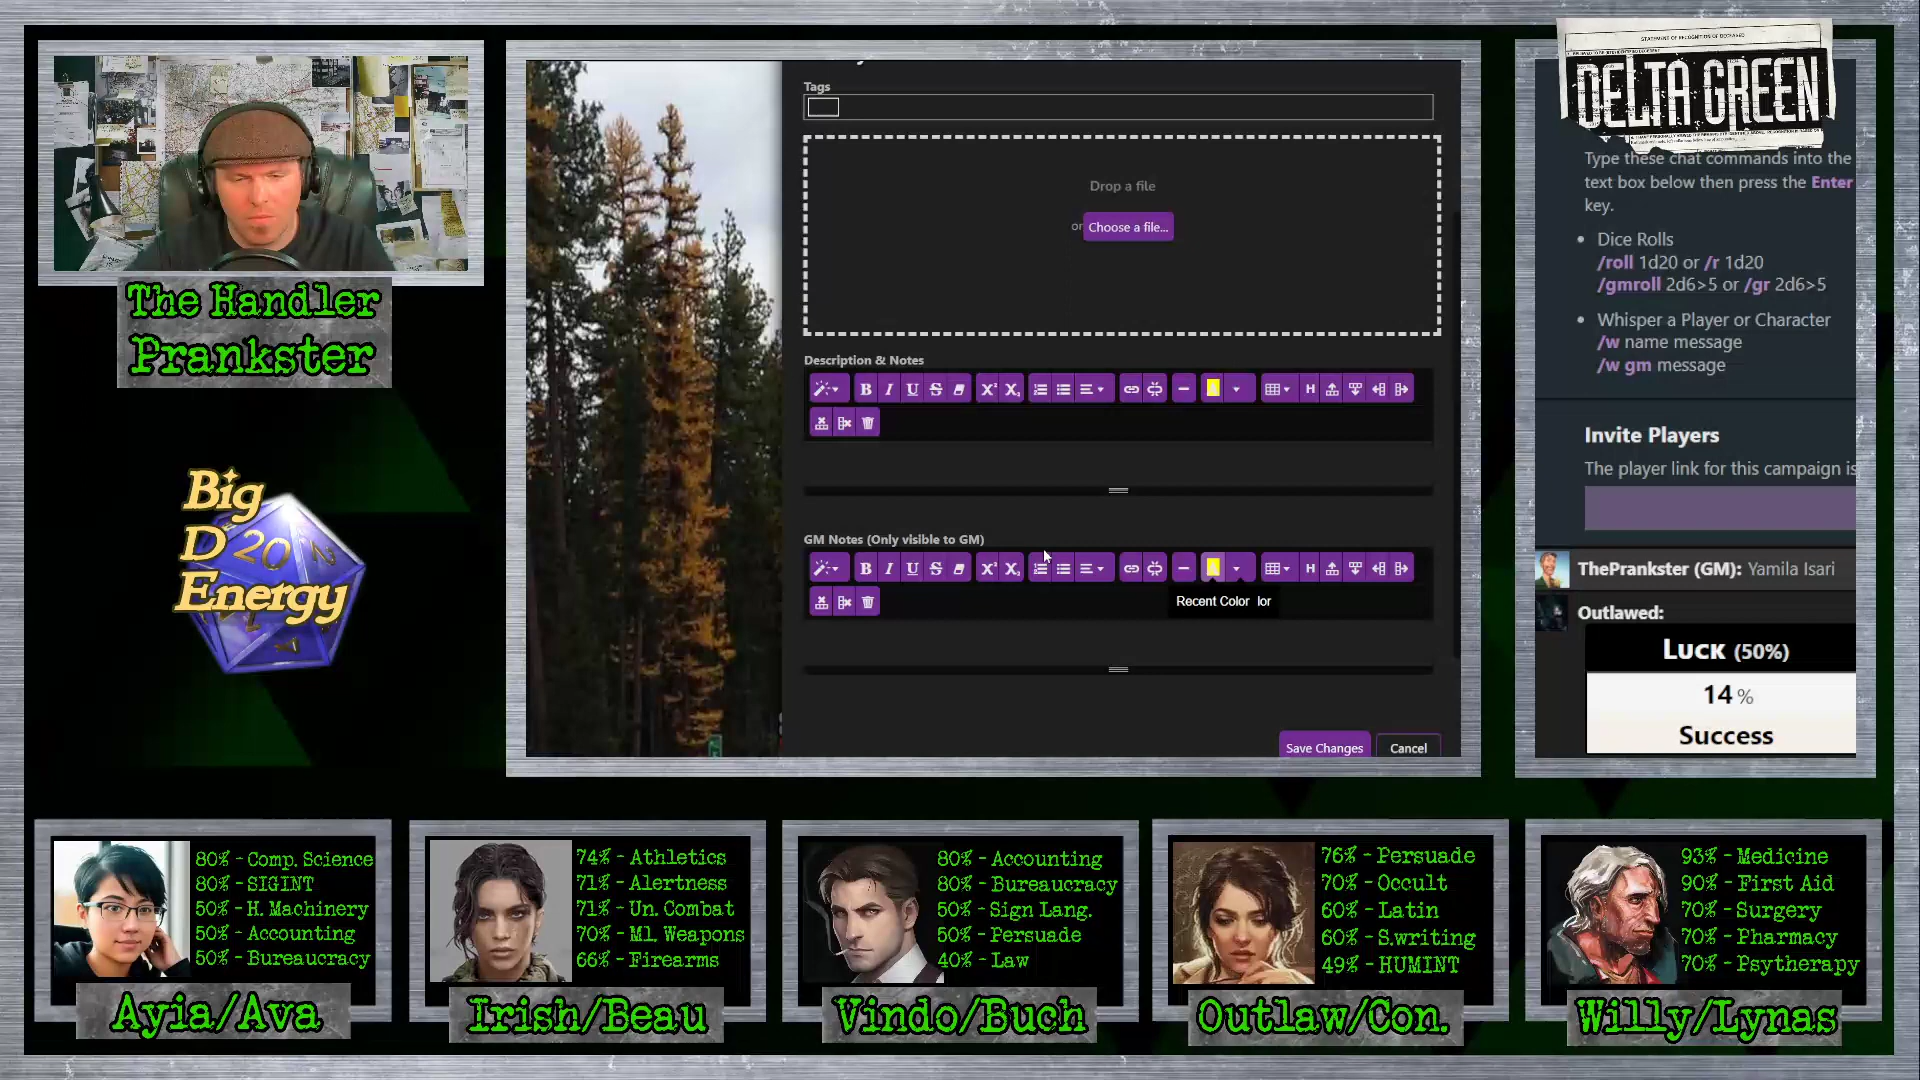 The Handler
Prankster
Big
D20
Energy
Tags
Drop a file
or Choose a file...
Description & Notes
GM Notes (Only visible to GM)
Recent Color lor
Save Changes
Cancel
STATEMENT OF RECOGNITION OF DECEASED
DELTA GREEN
Type these chat commands into the
text box below then press the Enter
key.
• Dice Rolls
/roll 1d20 or /r 1d20
/gmroll 2d6>5 or /gr 2d6>5
• Whisper a Player or Character
/w name message
/w gm message
Invite Players
The player link for this campaign is
ThePrankster (GM): Yamila Isari
Outlawed:
Luck (50%)
14 %
Success
80% - Comp. Science
80% - SIGINT
50% - H. Machinery
50% - Accounting
50% - Bureaucracy
Ayia/Ava
74% - Athletics
71% - Alertness
71% - Un. Combat
70% - Ml. Weapons
66% - Firearms
Irish/Beau
80% - Accounting
80% - Bureaucracy
50% - Sign Lang.
50% - Persuade
40% - Law
Vindo/Buch
76% - Persuade
70% - Occult
60% - Latin
60% - S.writing
49% - HUMINT
Outlaw/Con.
93% - Medicine
90% - First Aid
70% - Surgery
70% - Pharmacy
70% - Psytherapy
Willy/Lynas